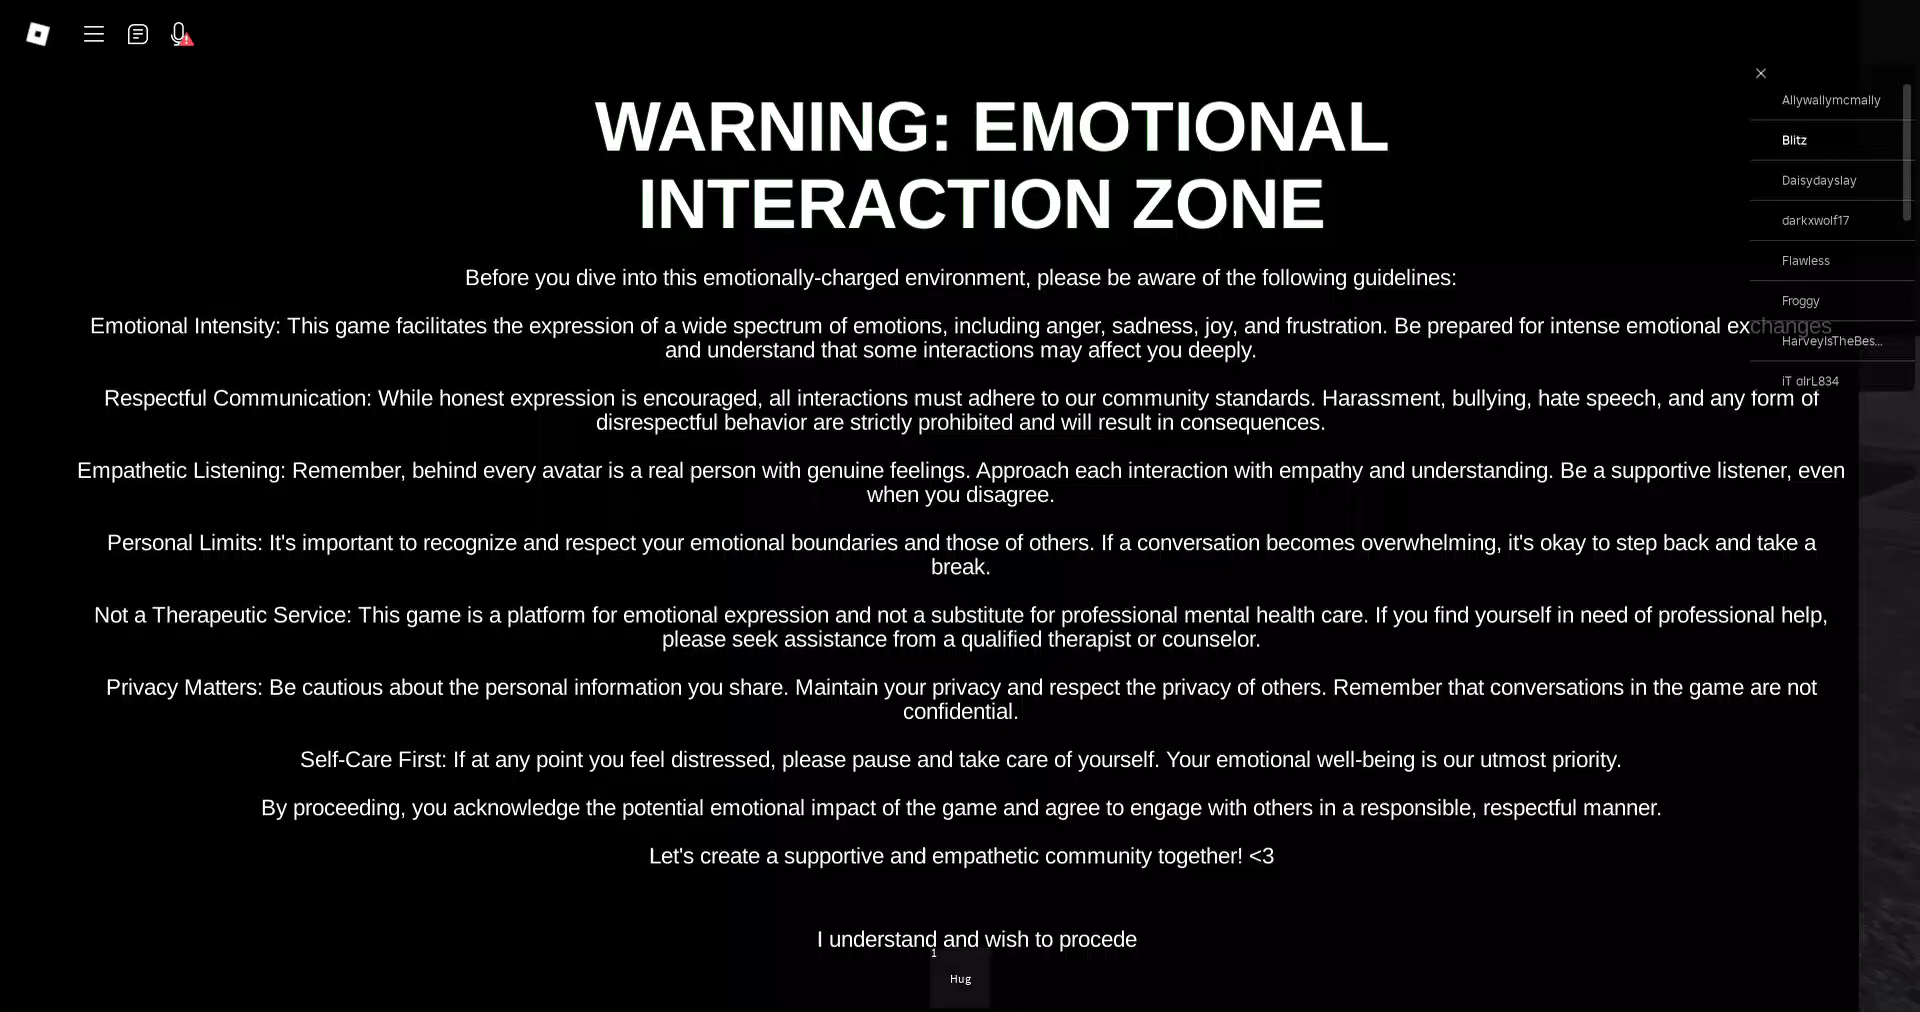 WARNING: EMOTIONAL
INTERACTION ZONE
Before you dive into this emotionally-charged environment, please be aware of the following guidelines:
Emotional Intensity: This game facilitates the expression of a wide spectrum of emotions, including anger, sadness, joy, and frustration. Be prepared for intense emotional exchanges
and understand that some interactions may affect you deeply.
Respectful Communication: While honest expression is encouraged, all interactions must adhere to our community standards. Harassment, bullying, hate speech, and any form of
disrespectful behavior are strictly prohibited and will result in consequences.
Empathetic Listening: Remember, behind every avatar is a real person with genuine feelings. Approach each interaction with empathy and understanding. Be a supportive listener, even
when you disagree.
Personal Limits: It's important to recognize and respect your emotional boundaries and those of others. If a conversation becomes overwhelming, it's okay to step back and take a
break.
Not a Therapeutic Service: This game is a platform for emotional expression and not a substitute for professional mental health care. If you find yourself in need of professional help,
please seek assistance from a qualified therapist or counselor.
Privacy Matters: Be cautious about the personal information you share. Maintain your privacy and respect the privacy of others. Remember that conversations in the game are not
confidential.
Self-Care First: If at any point you feel distressed, please pause and take care of yourself. Your emotional well-being is our utmost priority.
By proceeding, you acknowledge the potential emotional impact of the game and agree to engage with others in a responsible, respectful manner.
Let's create a supportive and empathetic community together! <3
I understand and wish to procede
1
Hug
Allywallymcmally
Blitz
Daisydayslay
darkxwolf17
Flawless
Froggy
HarveyIsTheBes...
iT